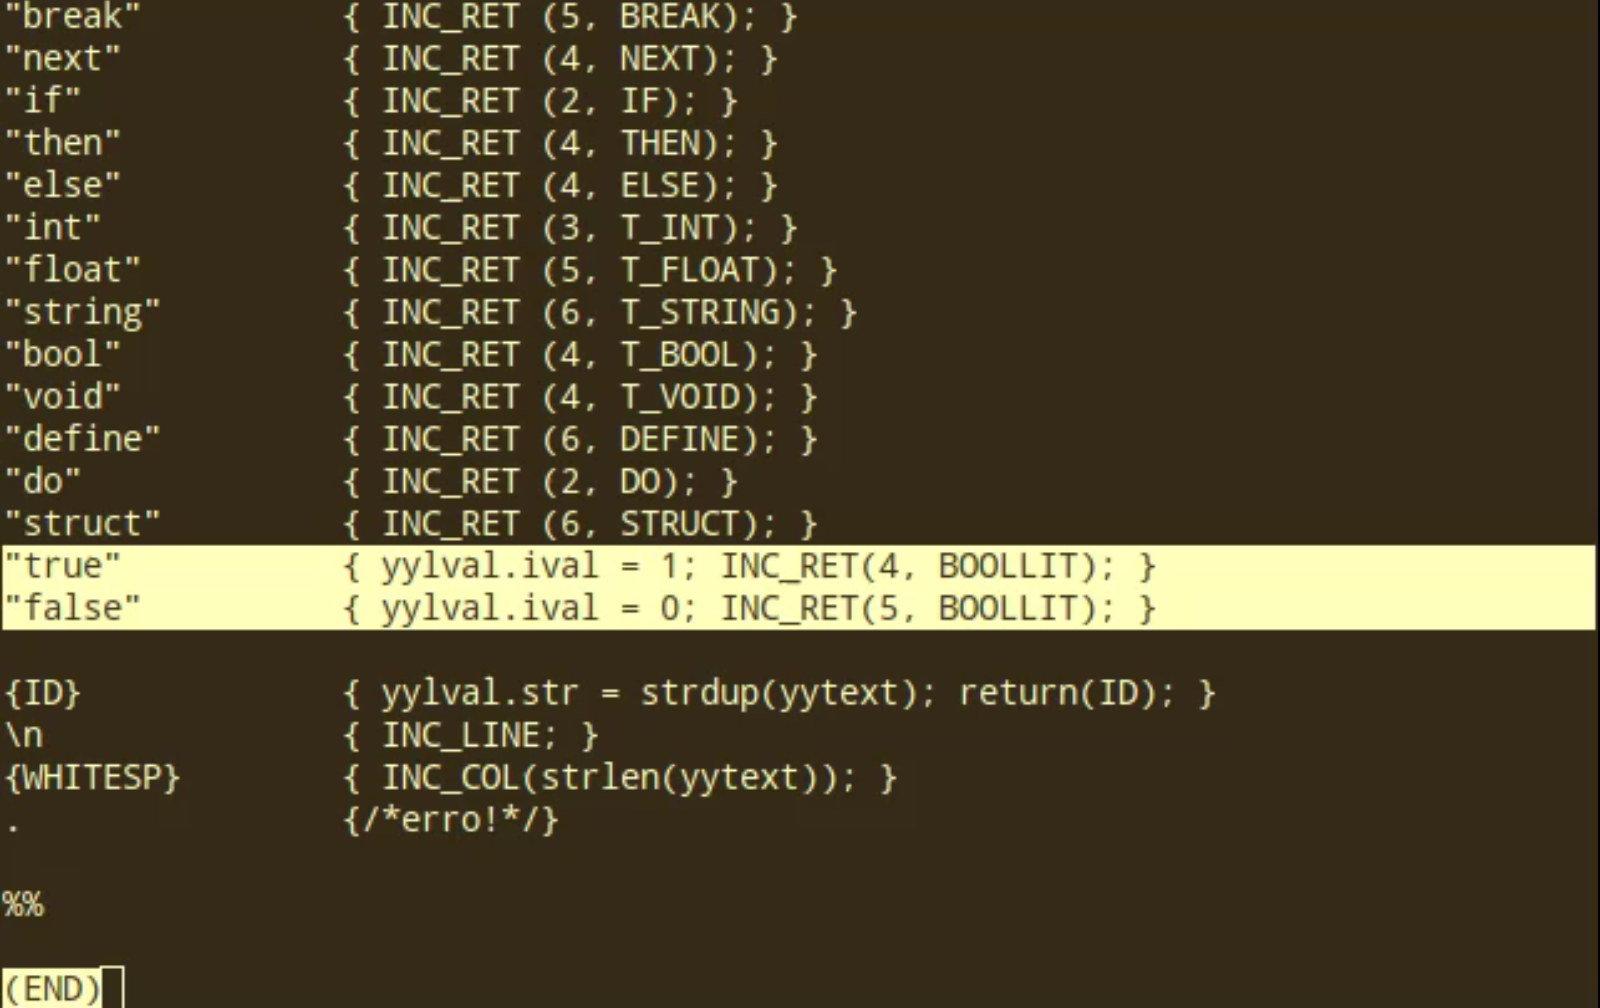 "break" { INC_RET (5, BREAK); }
"next" { INC_RET (4, NEXT); }
"if" { INC_RET (2, IF); }
"then" { INC_RET (4, THEN); }
"else" { INC_RET (4, ELSE); }
"int" { INC_RET (3, T_INT); }
"float" { INC_RET (5, T_FLOAT); }
"string" { INC_RET (6, T_STRING); }
"bool" { INC_RET (4, T_BOOL); }
"void" { INC_RET (4, T_VOID); }
"define" { INC_RET (6, DEFINE); }
"do" { INC_RET (2, DO); }
"struct" { INC_RET (6, STRUCT); }
"true" { yylval.ival = 1; INC_RET(4, BOOLLIT); }
"false" { yylval.ival = 0; INC_RET(5, BOOLLIT); }
{ID} { yylval.str = strdup(yytext); return(ID); }
\n { INC_LINE; }
{WHITESP} { INC_COL(strlen(yytext)); }
. {/*erro!*/}
%%
(END)